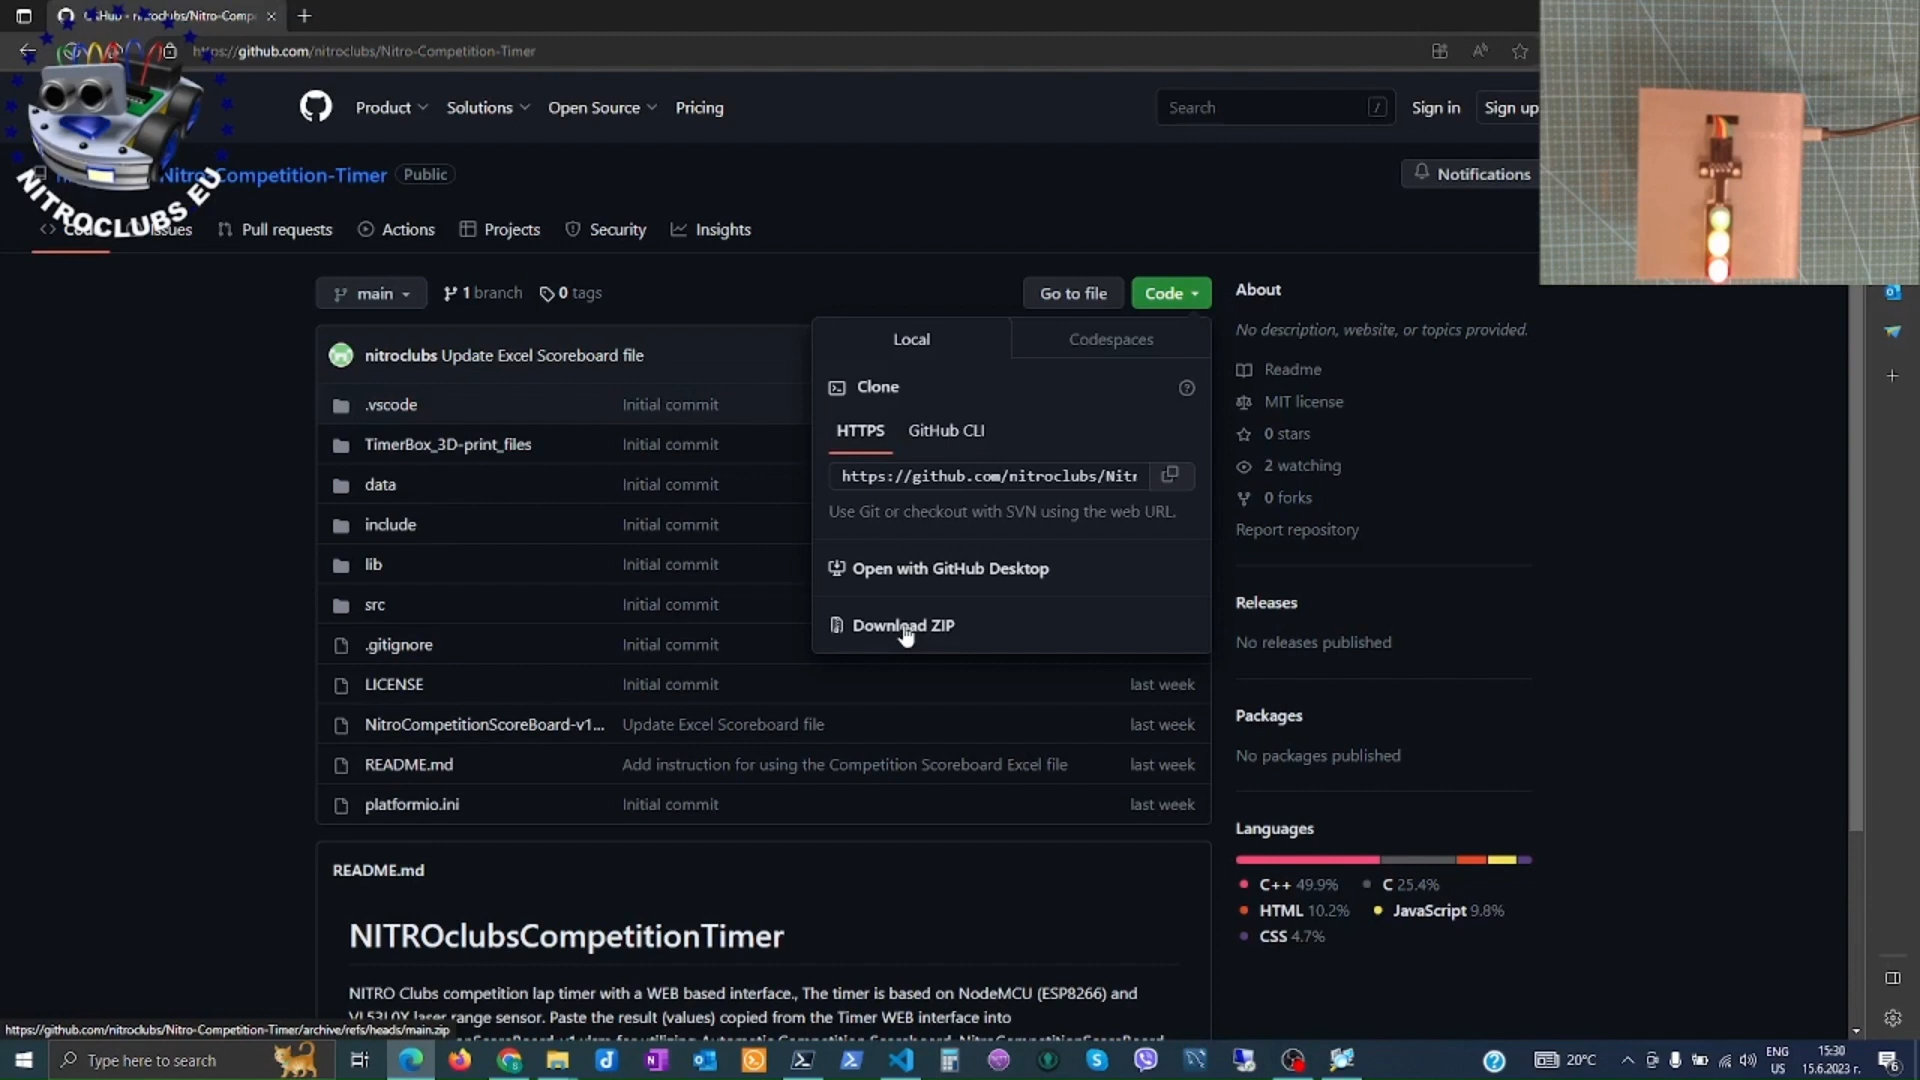 GitHub - nitroclubs/Nitro-Comp
https://github.com/nitroclubs/Nitro-Competition-Timer
NITROCLUBS EU
Product
Solutions
Open Source
Pricing
Search
/
Sign in
Sign up
Nitro-Competition-Timer
Public
Notifications
Code
Issues
Pull requests
Actions
Projects
Security
Insights
main
1 branch
0 tags
Go to file
Code
nitroclubs Update Excel Scoreboard file
.vscode Initial commit
TimerBox_3D-print_files Initial commit
data Initial commit
include Initial commit
lib Initial commit
src Initial commit
.gitignore Initial commit
LICENSE Initial commit last week
NitroCompetitionScoreBoard-v1... Update Excel Scoreboard file last week
README.md Add instruction for using the Competition Scoreboard Excel file last week
platformio.ini Initial commit last week
Local
Codespaces
Clone
HTTPS
GitHub CLI
https://github.com/nitroclubs/Nitr
Use Git or checkout with SVN using the web URL.
Open with GitHub Desktop
Download ZIP
About
No description, website, or topics provided.
Readme
MIT license
0 stars
2 watching
0 forks
Report repository
Releases
No releases published
Packages
No packages published
Languages
C++ 49.9%
C 25.4%
HTML 10.2%
JavaScript 9.8%
CSS 4.7%
README.md
NITROclubsCompetitionTimer
NITRO Clubs competition lap timer with a WEB based interface., The timer is based on NodeMCU (ESP8266) and
VL53L0X laser range sensor. Paste the result (values) copied from the Timer WEB interface into
https://github.com/nitroclubs/Nitro-Competition-Timer/archive/refs/heads/main.zip
Type here to search
20°C
ENG
US
15:30
15.6.2023 г.
6